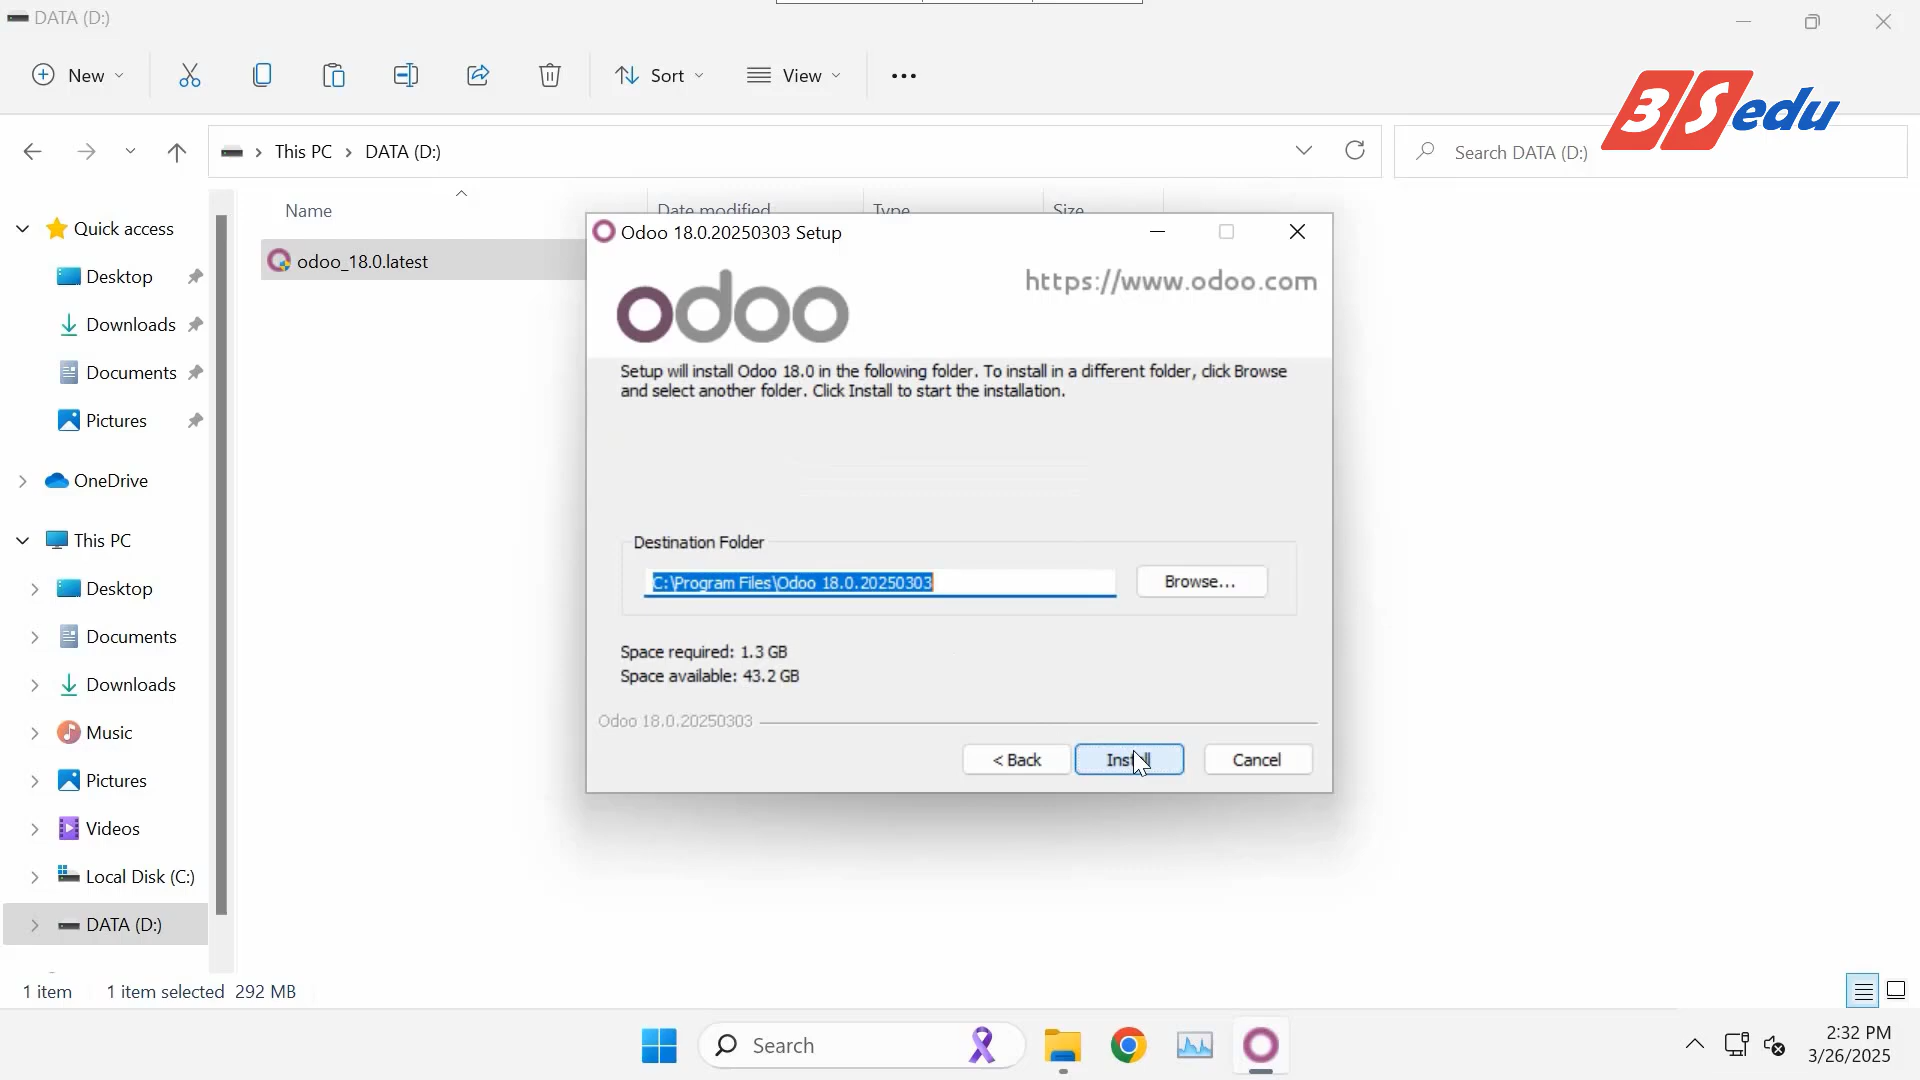 DATA (D:)
New
Sort
View
3Sedu
This PC
DATA (D:)
Search DATA (D:)
Name
Date modified
Type
Size
Quick access
Desktop
Downloads
Documents
Pictures
OneDrive
This PC
Desktop
Documents
Downloads
Music
Pictures
Videos
Local Disk (C:)
DATA (D:)
odoo_18.0.latest
Odoo 18.0.20250303 Setup
odoo
https://www.odoo.com
Setup will install Odoo 18.0 in the following folder. To install in a different folder, click Browse
and select another folder. Click Install to start the installation.
Destination Folder
C:\Program Files\Odoo 18.0.20250303
Browse...
Space required: 1.3 GB
Space available: 43.2 GB
Odoo 18.0.20250303
< Back
Install
Cancel
1 item
1 item selected 292 MB
Search
2:32 PM
3/26/2025